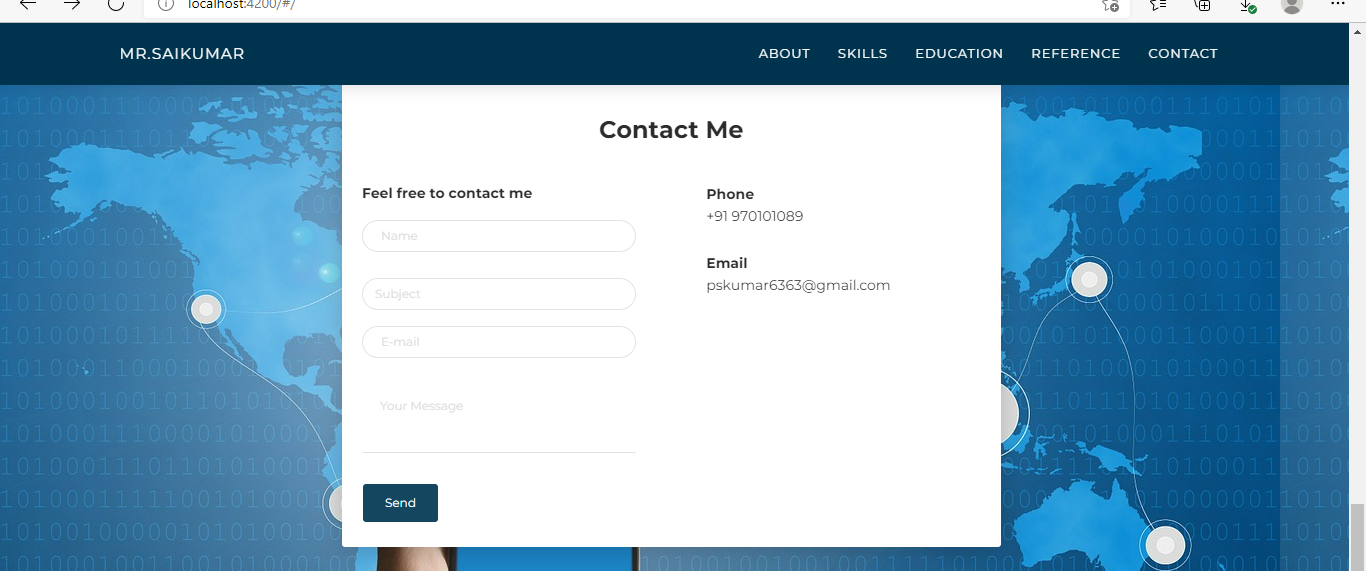 localhost:4200/#/
MR.SAIKUMAR
ABOUT SKILLS EDUCATION REFERENCE CONTACT
Contact Me
Feel free to contact me
Name
Subject
E-mail
Your Message
Send
Phone
+91 970101089
Email
pskumar6363@gmail.com